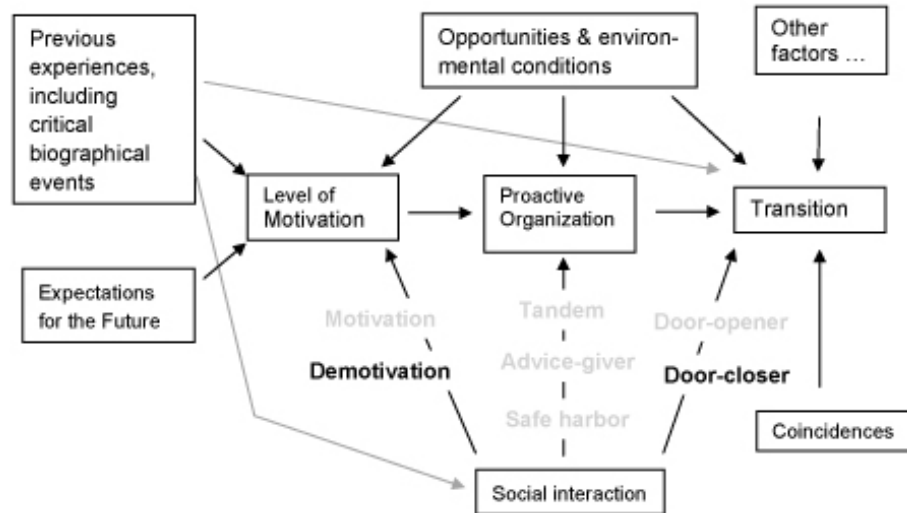 Previous
experiences,
including
critical
biographical
events
Opportunities & environ-
mental conditions
Other
factors ...
Level of
Motivation
Proactive
Organization
Transition
Expectations
for the Future
Motivation
Demotivation
Tandem
Advice-giver
Safe harbor
Door-opener
Door-closer
Coincidences
Social interaction